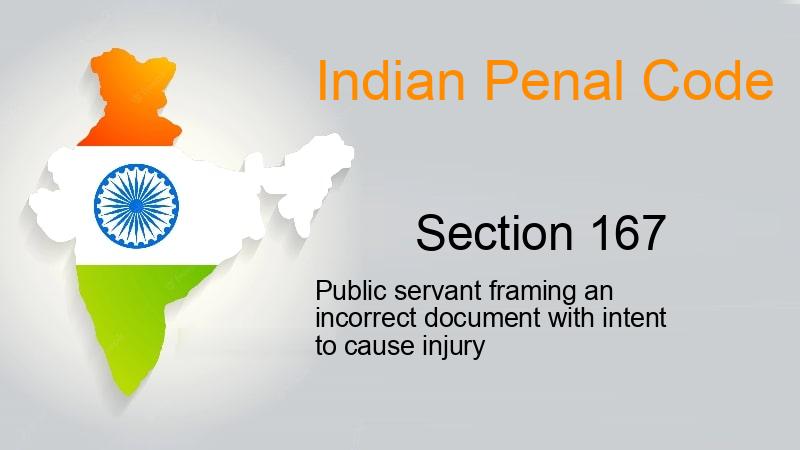 Indian Penal Code
Section 167
Public servant framing an
incorrect document with intent
to cause injury